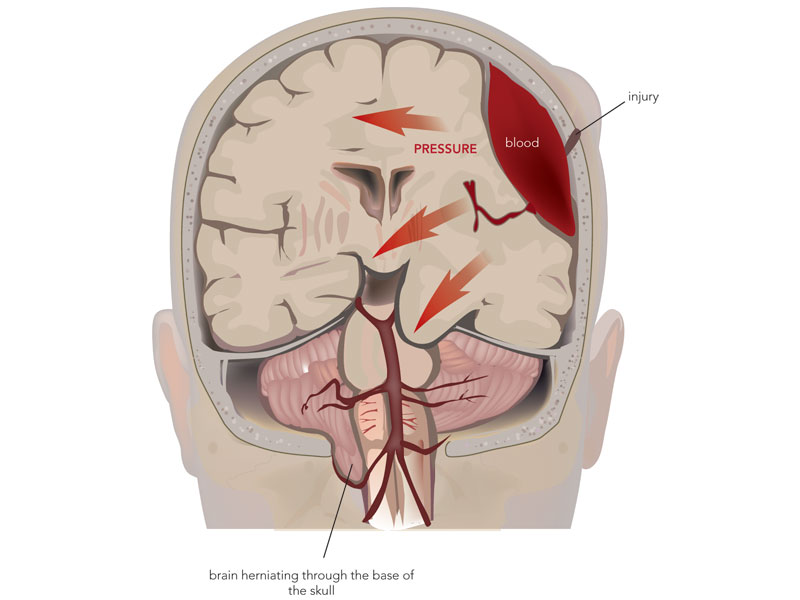 injury
blood
PRESSURE
brain herniating through the base of
the skull